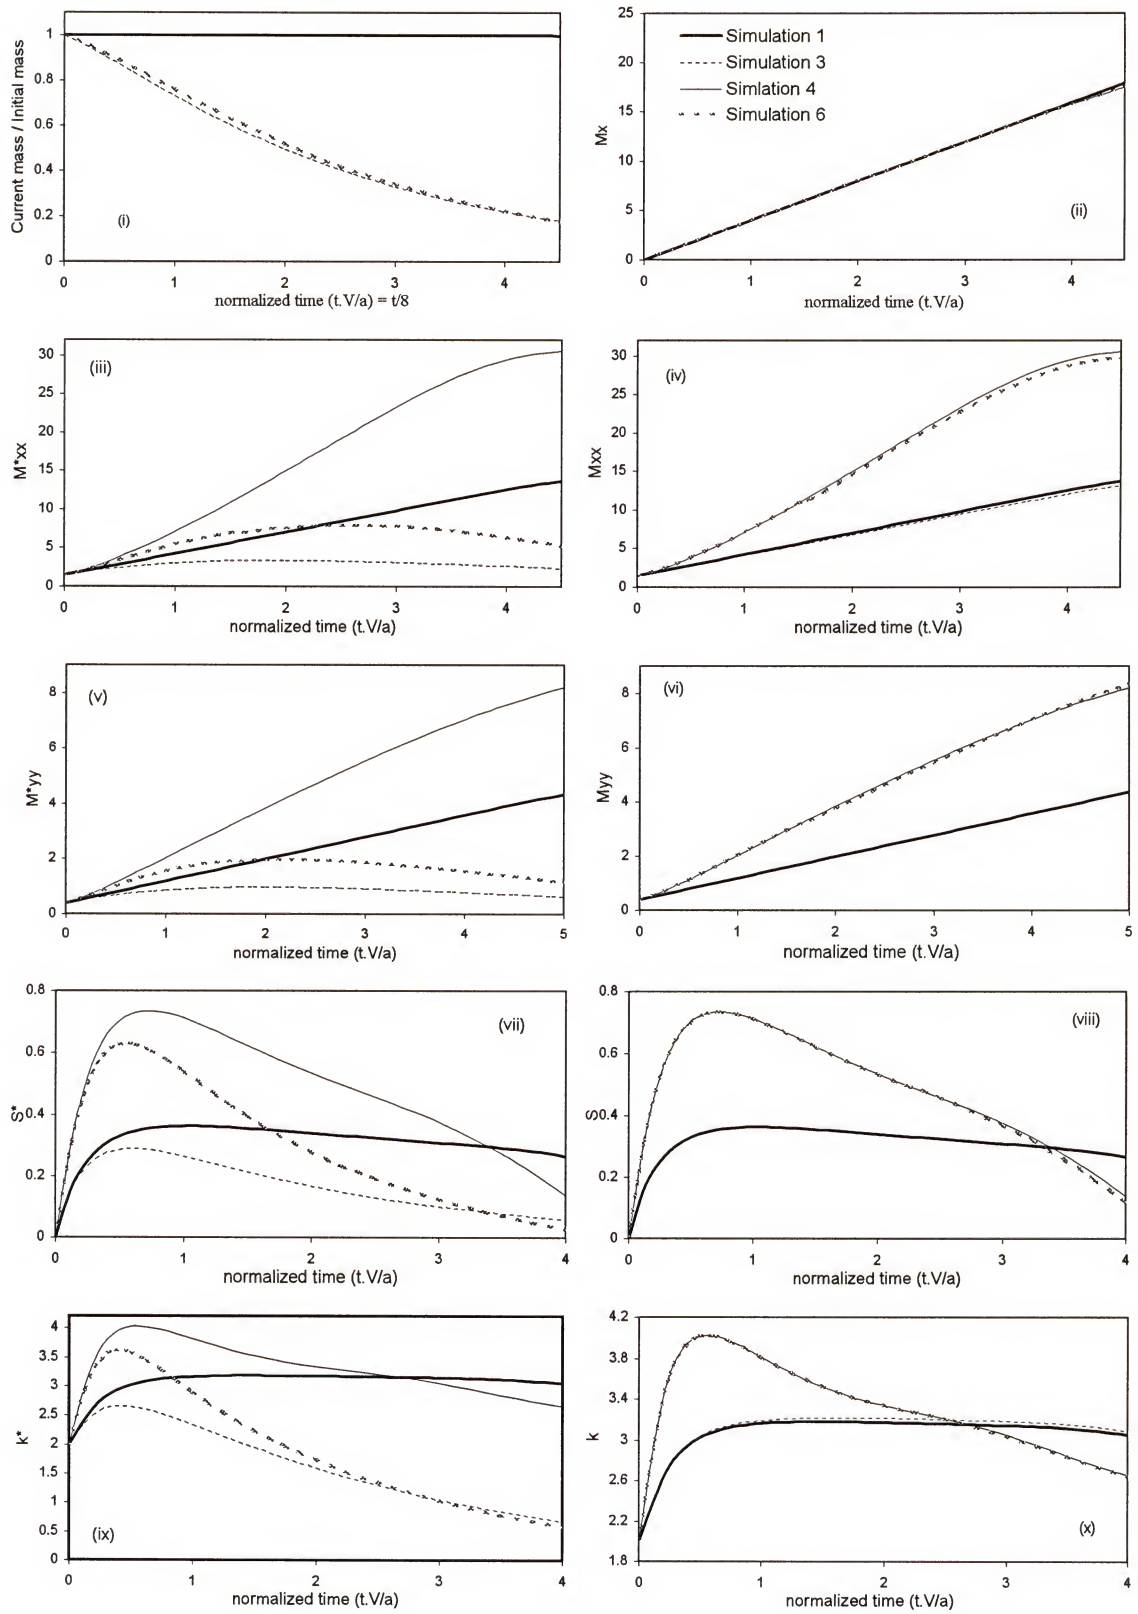 Current mass / Initial mass
1
0.8
0.6
0.4
0.2
0
(i)
0 1 2 3 4
normalized time (t.V/a) = t/8
Mx
25
20
15
10
5
0
Simulation 1
Simulation 3
Simlation 4
Simulation 6
(ii)
0 1 2 3 4
normalized time (t.V/a)
M*xx
30
25
20
15
10
5
0
(iii)
0 1 2 3 4
normalized time (t.V/a)
Mxx
30
25
20
15
10
5
0
(iv)
0 1 2 3 4
normalized time (t.V/a)
M*yy
8
6
4
2
0
(v)
0 1 2 3 4 5
normalized time (t.V/a)
Myy
8
6
4
2
0
(vi)
0 1 2 3 4 5
normalized time (t.V/a)
S*
0.8
0.6
0.4
0.2
0
(vii)
0 1 2 3 4
normalized time (t.V/a)
S
0.8
0.6
0.4
0.2
0
(viii)
0 1 2 3 4
normalized time (t.V/a)
k*
4
3.5
3
2.5
2
1.5
1
0.5
0
(ix)
0 1 2 3 4
normalized time (t.V/a)
k
4.2
3.8
3.4
3
2.6
2.2
1.8
(x)
0 1 2 3 4
normalized time (t.V/a)